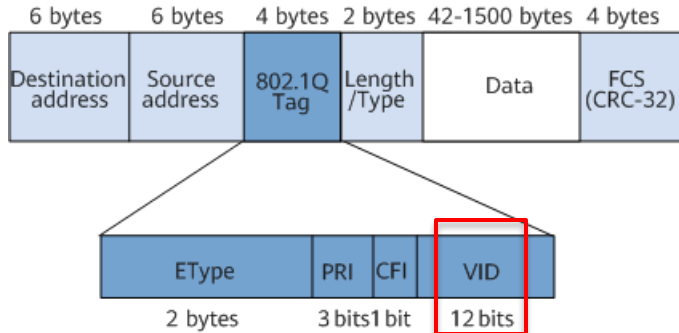 6 bytes 6 bytes 4 bytes 2 bytes 42-1500 bytes 4 bytes
Destination address
Source address
802.1Q Tag
Length /Type
Data
FCS (CRC-32)
EType PRI CFI VID
2 bytes 3 bits 1 bit 12 bits